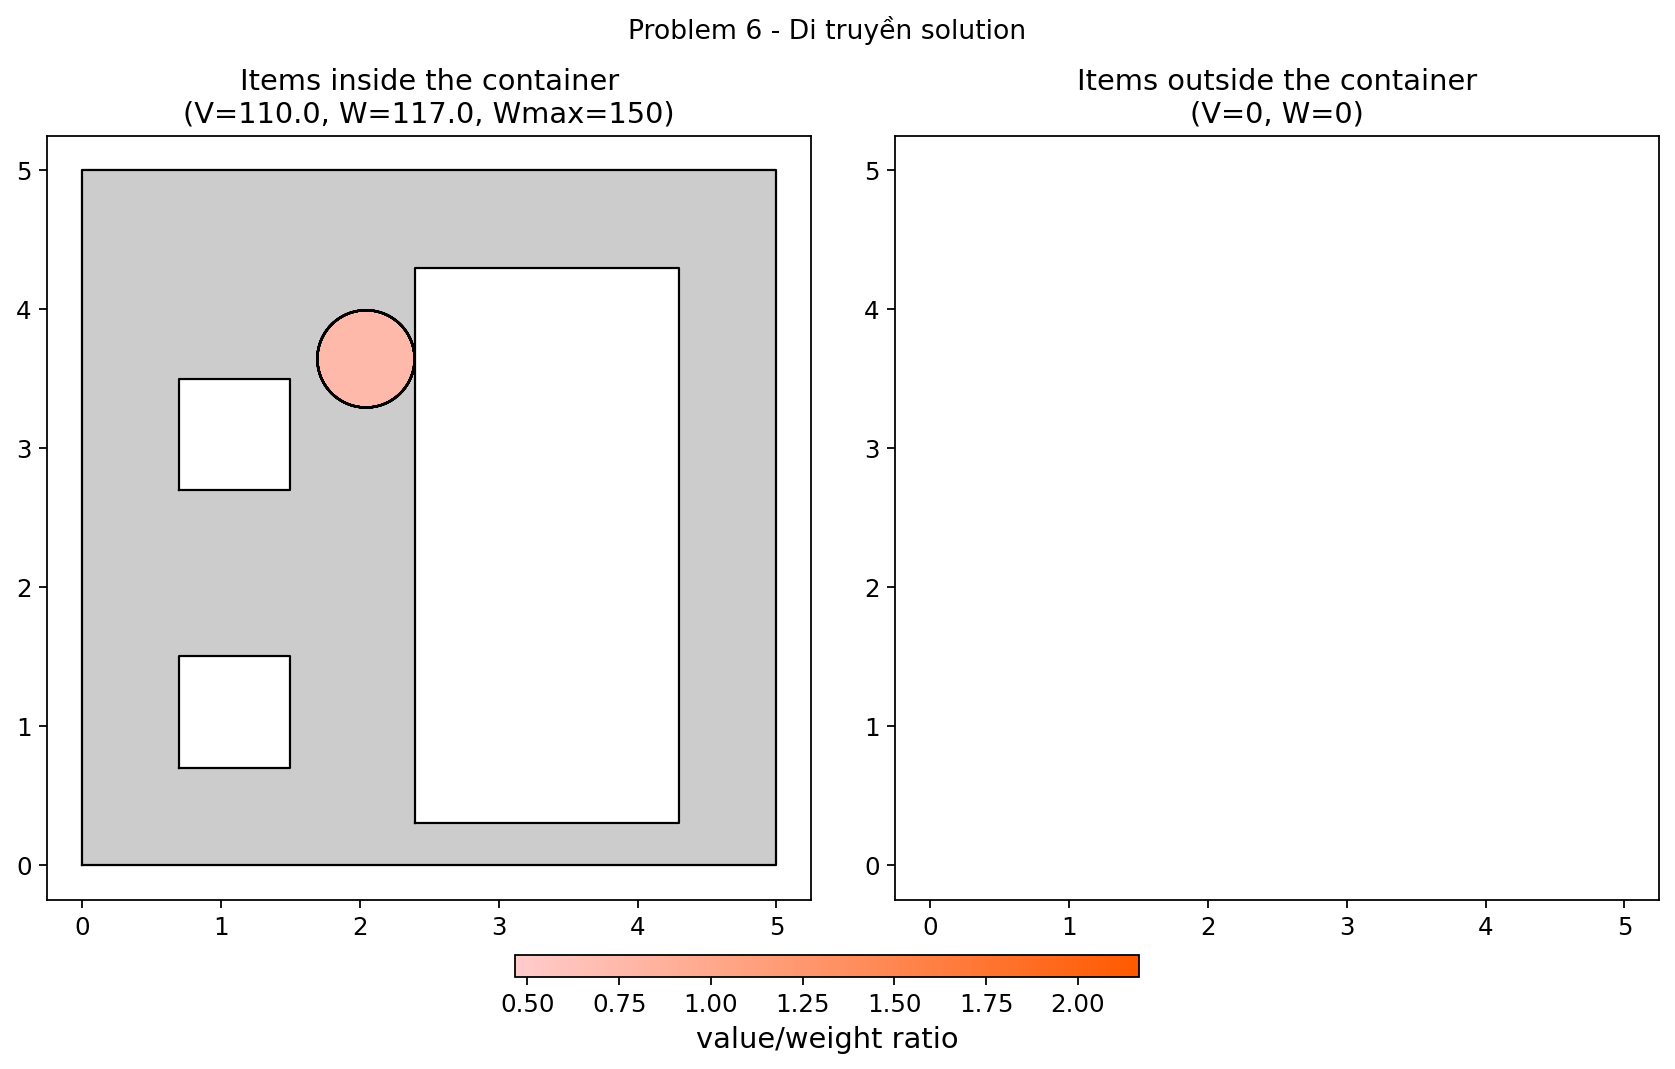 Problem 6 - Di truyền solution
Items inside the container
(V=110.0, W=117.0, Wmax=150)
5
4
3
2
1
0
0 1 2 3 4 5
Items outside the container
(V=0, W=0)
5
4
3
2
1
0
0 1 2 3 4 5
0.50 0.75 1.00 1.25 1.50 1.75 2.00
value/weight ratio